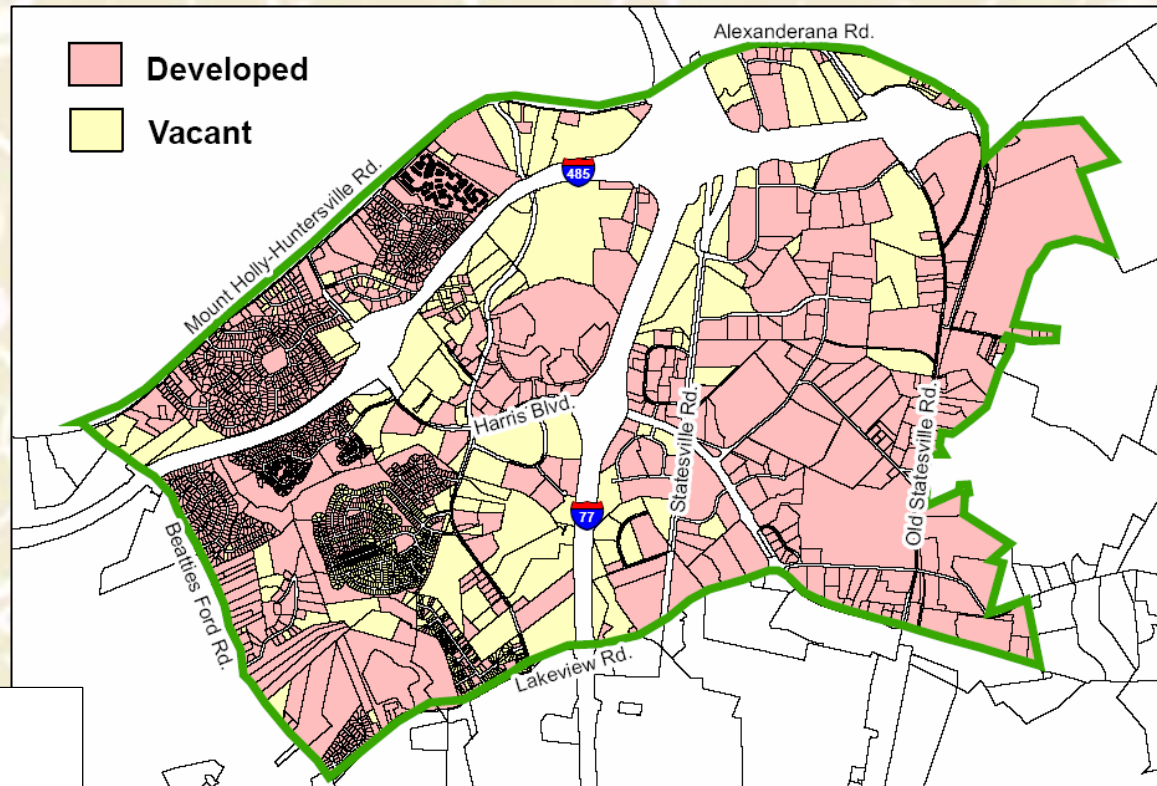 Alexanderana Rd.
Developed
Vacant
485
Mount Holly-Huntersville Rd.
Harris Blvd.
Statesville Rd.
Old Statesville Rd.
77
Beatties Ford Rd.
Lakeview Rd.